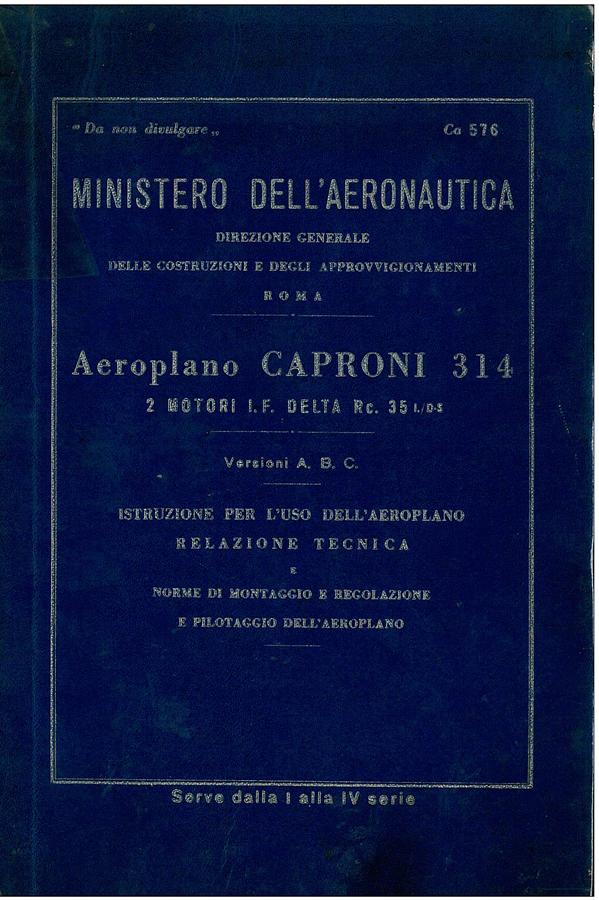 "Da non divulgare„
Ca 576
MINISTERO DELL'AERONAUTICA
DIREZIONE GENERALE
DELLE COSTRUZIONI E DEGLI APPROVVIGIONAMENTI
ROMA
Aeroplano CAPRONI 314
2 MOTORI I.F. DELTA Rc. 35 I./D-S
Versioni A. B. C.
ISTRUZIONE PER L'USO DELL'AEROPLANO
RELAZIONE TECNICA
E
NORME DI MONTAGGIO E REGOLAZIONE
E PILOTAGGIO DELL'AEROPLANO
Serve dalla I alla IV serie